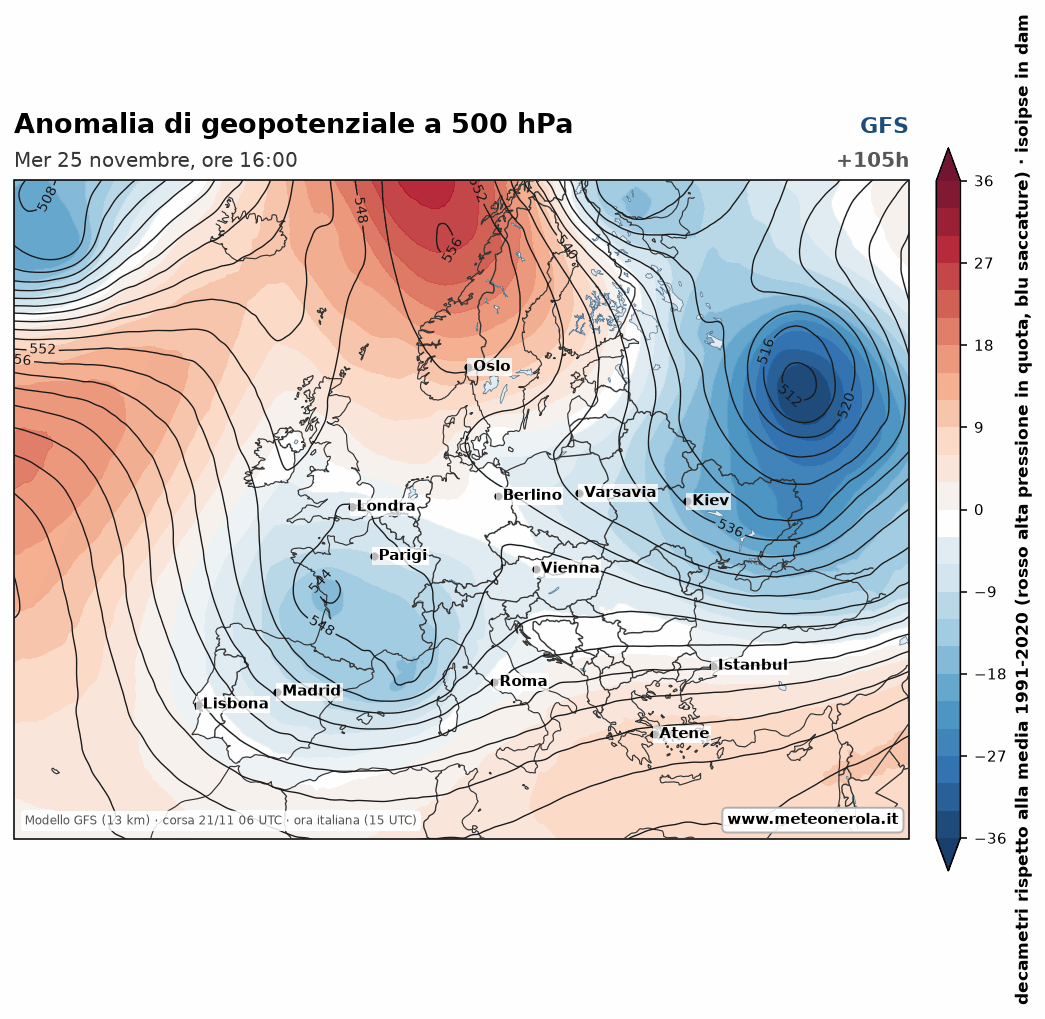 Anomalia di geopotenziale a 500 hPa
GFS
Mer 25 novembre, ore 16:00
+105h
508
548
552
556
540
552
56
516
512
520
Oslo
Londra
Berlino
Varsavia
Kiev
536
Parigi
Vienna
544
548
Roma
Istanbul
Madrid
Lisbona
Atene
Modello GFS (13 km) · corsa 21/11 06 UTC · ora italiana (15 UTC)
www.meteonerola.it
36
27
18
9
0
−9
−18
−27
−36
decametri rispetto alla media 1991-2020 (rosso alta pressione in quota, blu saccature) · isoipse in dam